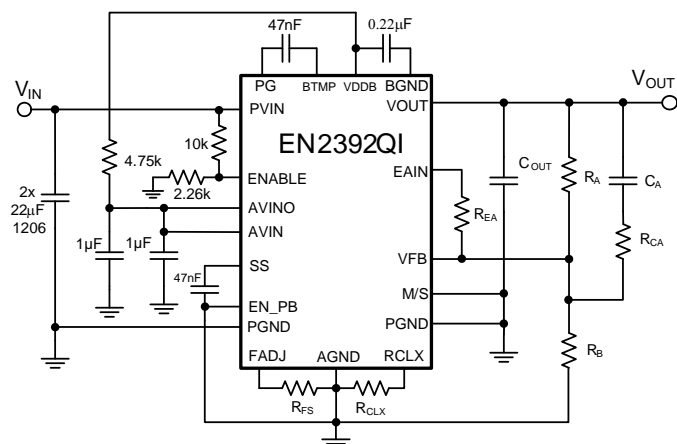 47nF
0.22µF
PG
BTMP
VDDB
BGND
VIN
PVIN
VOUT
VOUT
10k
EN2392QI
4.75k
EAIN
COUT
RA
CA
2x
22µF
1206
ENABLE
2.26k
AVINO
REA
RCA
1µF
1µF
AVIN
SS
VFB
47nF
M/S
EN_PB
PGND
PGND
RB
FADJ
AGND
RCLX
RFS
RCLX